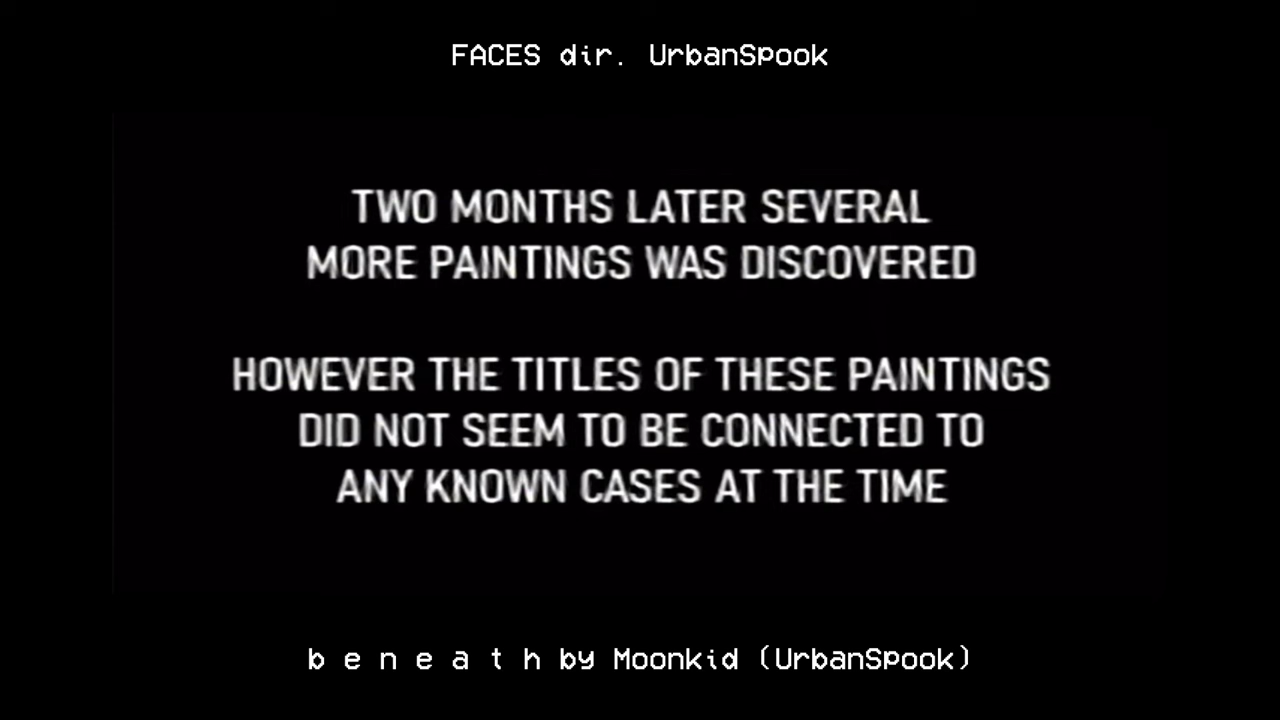 FACES dir. UrbanSpook
TWO MONTHS LATER SEVERAL
MORE PAINTINGS WAS DISCOVERED
HOWEVER THE TITLES OF THESE PAINTINGS
DID NOT SEEM TO BE CONNECTED TO
ANY KNOWN CASES AT THE TIME
b e n e a t h by Moonkid (UrbanSpook)